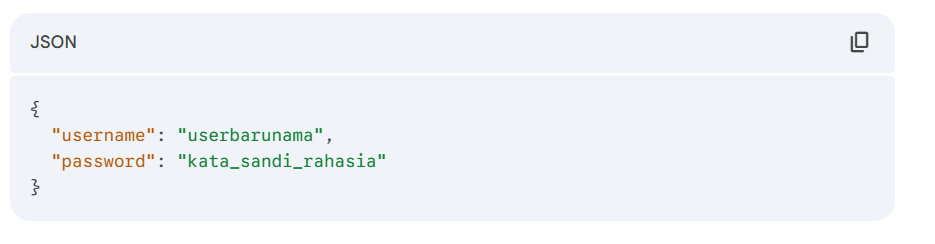 JSON
{
  "username": "userbarunama",
  "password": "kata_sandi_rahasia"
}